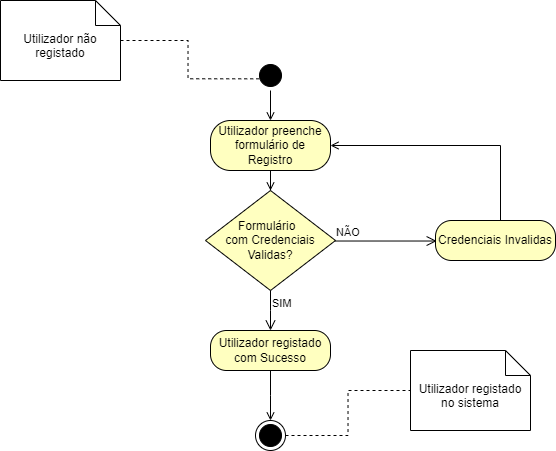 Utilizador não
registado
Utilizador preenche
formulário de
Registro
Formulário
com Credenciais
Validas?
NÃO
Credenciais Invalidas
SIM
Utilizador registado
com Sucesso
Utilizador registado
no sistema